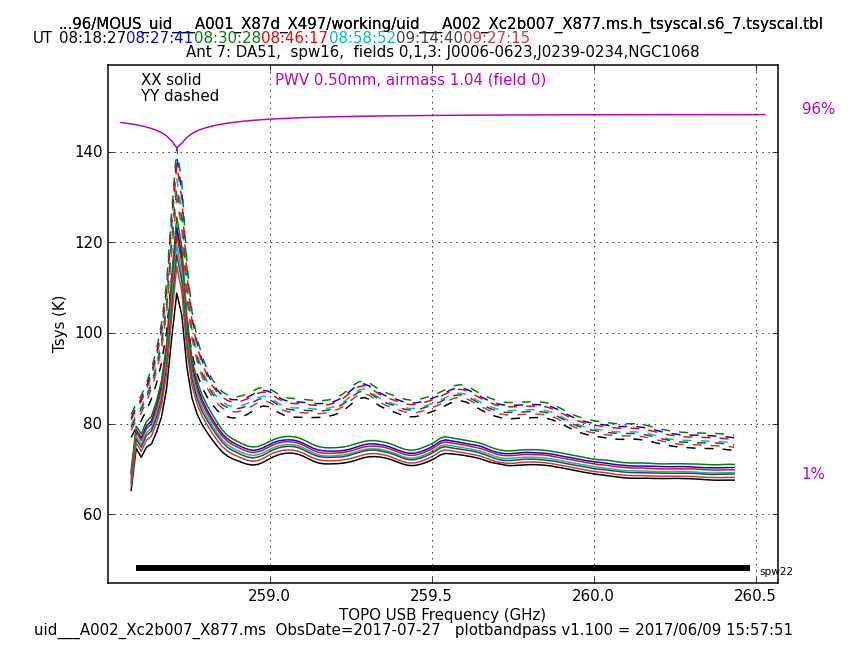 ...96/MOUS_uid___A001_X87d_X497/working/uid___A002_Xc2b007_X877.ms.h_tsyscal.s6_7.tsyscal.tbl
UT 08:18:27 08:27:41 08:30:28 08:46:17 08:58:52 09:14:40 09:27:15
Ant 7: DA51, spw16, fields 0,1,3: J0006-0623,J0239-0234,NGC1068
XX solid
PWV 0.50mm, airmass 1.04 (field 0)
YY dashed
96%
140
120
Tsys (K)
100
80
60
1%
spw22
259.0 259.5 260.0 260.5
TOPO USB Frequency (GHz)
uid___A002_Xc2b007_X877.ms ObsDate=2017-07-27 plotbandpass v1.100 = 2017/06/09 15:57:51